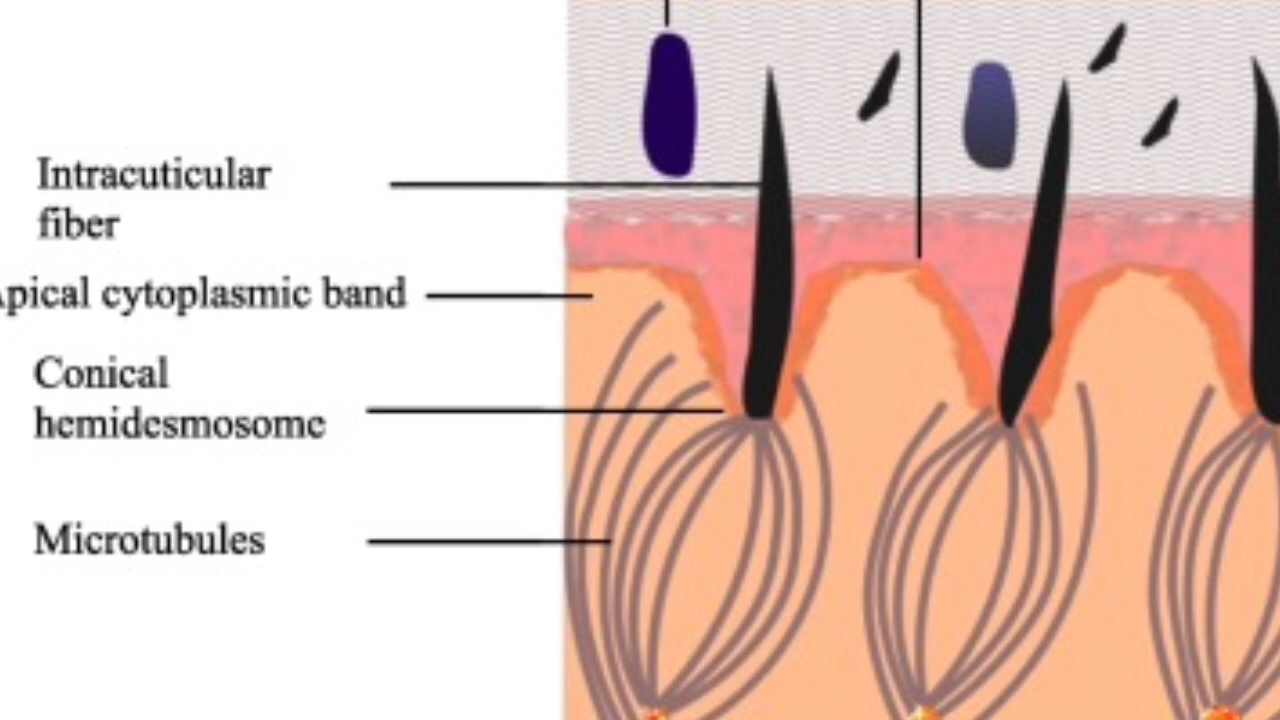 Intracuticular
fiber
Apical cytoplasmic band
Conical
hemidesmosome
Microtubules